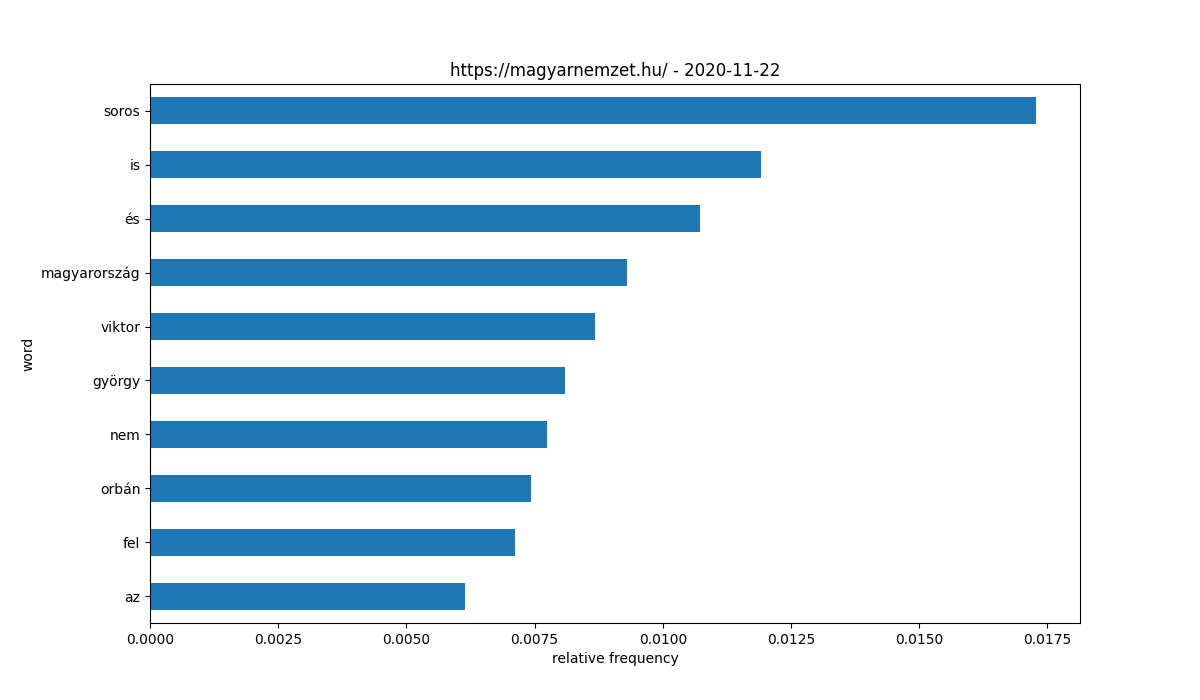 https://magyarnemzet.hu/ - 2020-11-22
soros
is
és
magyarország
viktor
györgy
nem
orbán
fel
az
word
0.0000 0.0025 0.0050 0.0075 0.0100 0.0125 0.0150 0.0175
relative frequency